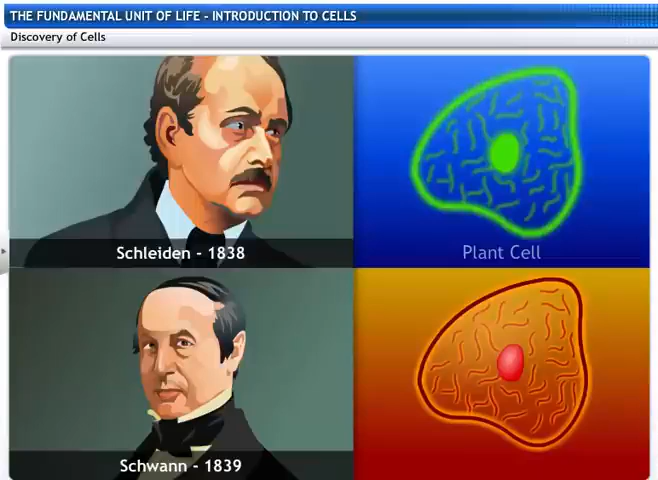 THE FUNDAMENTAL UNIT OF LIFE - INTRODUCTION TO CELLS
Discovery of Cells
Schleiden - 1838
Plant Cell
Schwann - 1839